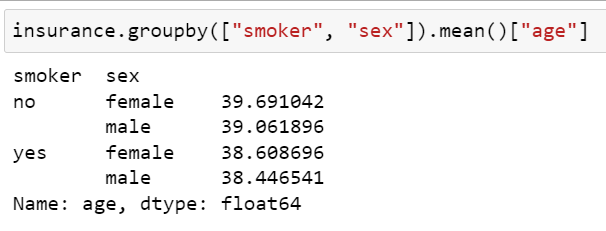 insurance.groupby(["smoker", "sex"]).mean()["age"]
smoker  sex
no      female    39.691042
        male      39.061896
yes     female    38.608696
        male      38.446541
Name: age, dtype: float64